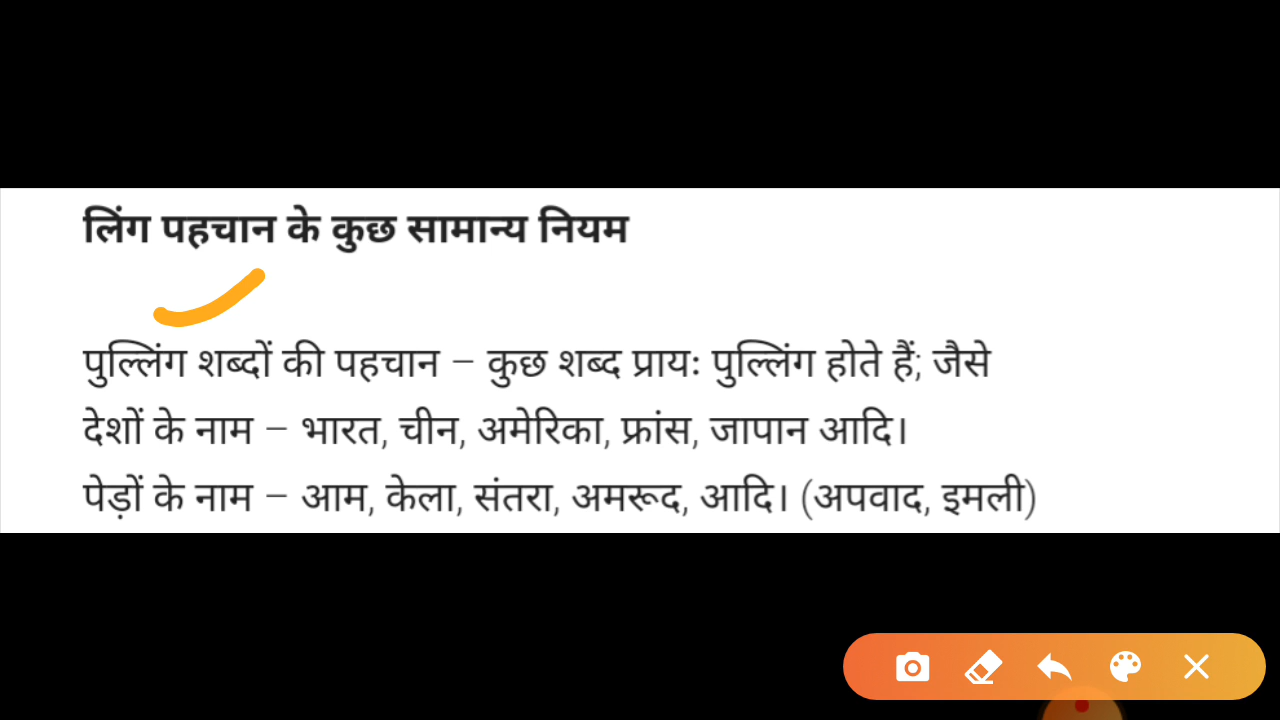 लिंग पहचान के कुछ सामान्य नियम
पुल्लिंग शब्दों की पहचान – कुछ शब्द प्रायः पुल्लिंग होते हैं; जैसे
देशों के नाम – भारत, चीन, अमेरिका, फ्रांस, जापान आदि।
पेड़ों के नाम – आम, केला, संतरा, अमरूद, आदि। (अपवाद, इमली)